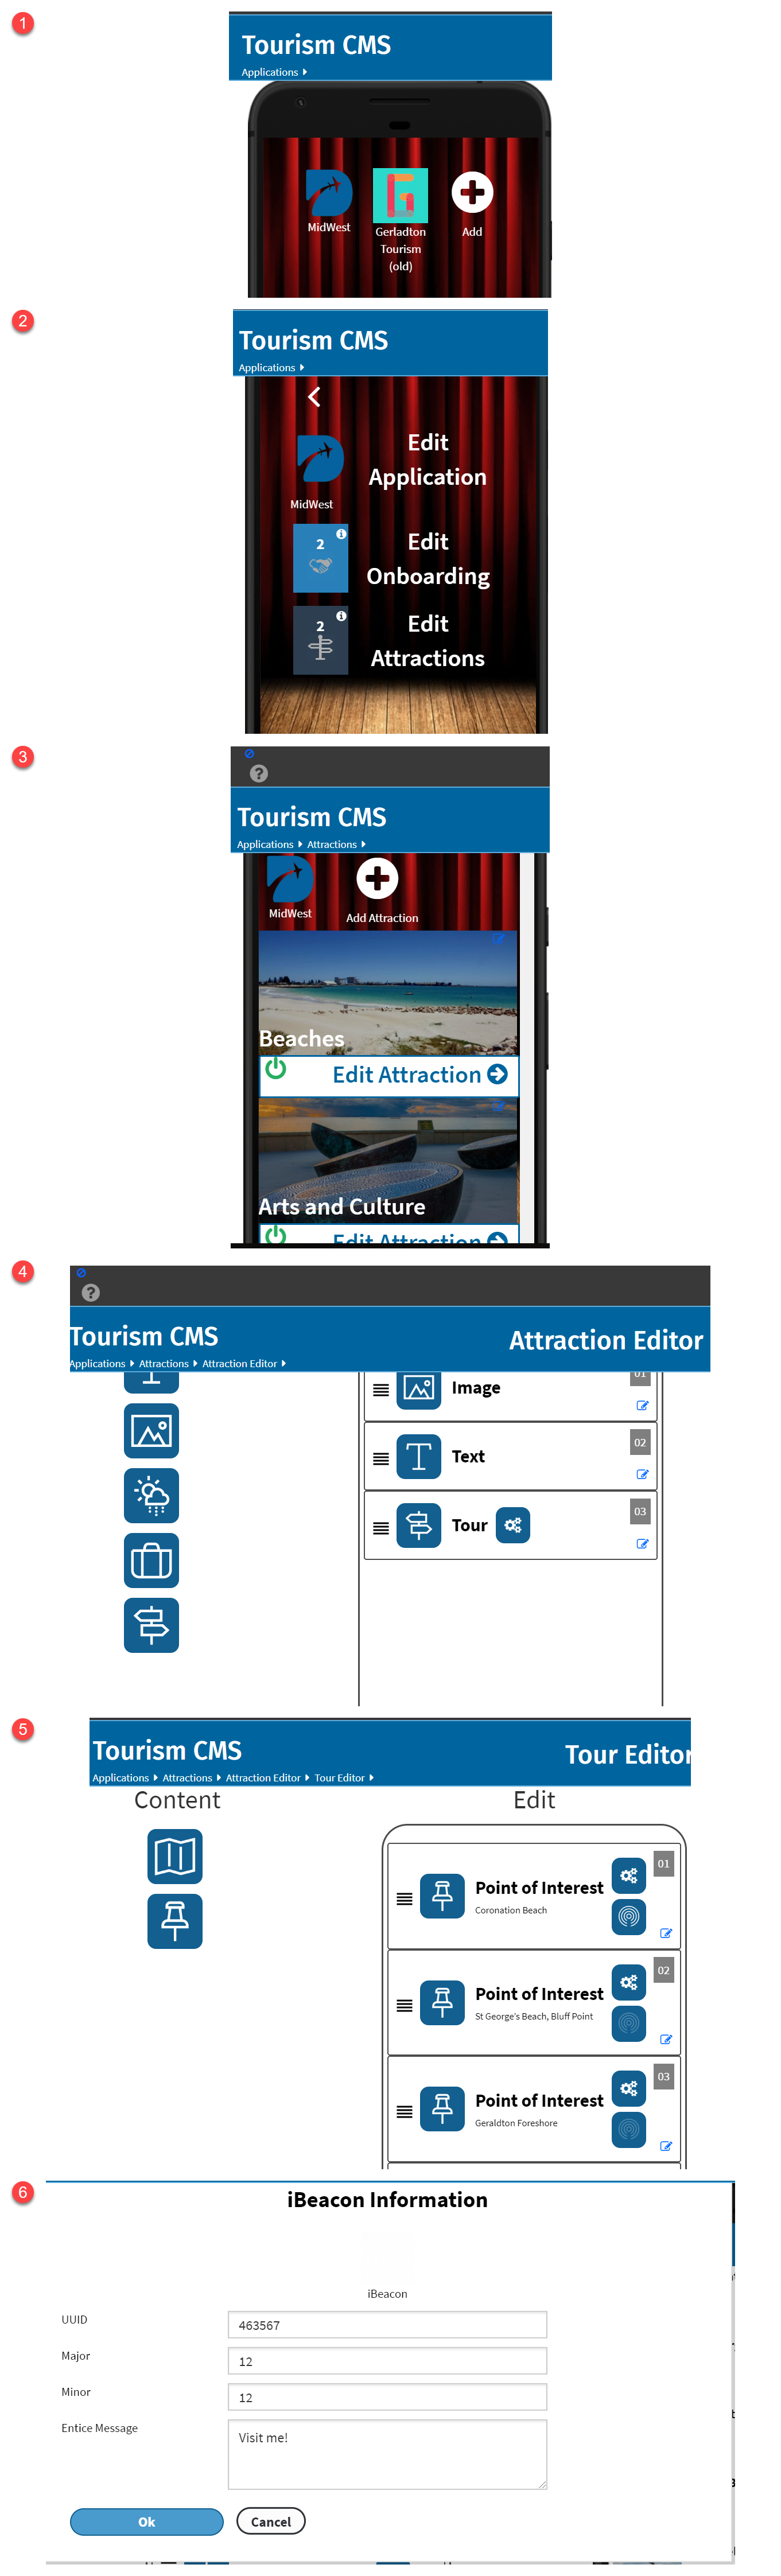 1
Tourism CMS
Applications
MidWest
Gerladton
Tourism
(old)
Add
2
Tourism CMS
Applications
Edit
Application
MidWest
2
Edit
Onboarding
2
Edit
Attractions
3
Tourism CMS
Applications Attractions
MidWest
Add Attraction
Beaches
Edit Attraction
Arts and Culture
Edit Attraction
4
Tourism CMS
Attraction Editor
Applications Attractions Attraction Editor
Image
01
Text
02
Tour
03
5
Tourism CMS
Tour Editor
Applications Attractions Attraction Editor Tour Editor
Content
Edit
01
Point of Interest
Coronation Beach
02
Point of Interest
St George's Beach, Bluff Point
03
Point of Interest
Geraldton Foreshore
6
iBeacon Information
iBeacon
UUID
463567
Major
12
Minor
12
Entice Message
Visit me!
Ok
Cancel